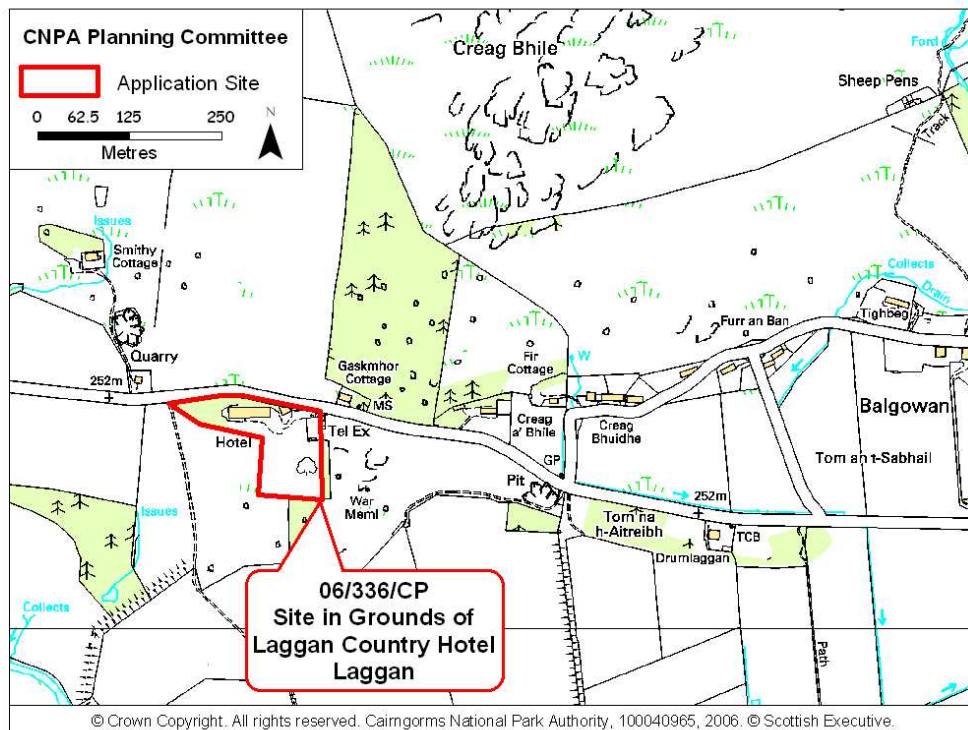 CNPA Planning Committee
Application Site
0 62.5 125 250
Metres
N
Creag Bhile
Ford
Sheep Pens
Track
Issues
Smithy
Cottage
Collects
Drain
Tighbeg
Furran Ban
Quarry
Gaskmhor
Cottage
Fir
Cottage
W
252m
MS
Balgowan
Hotel
Tel Ex
Creag
a' Bhile
Creag
Bhuidhe
Tom an t-Sabhail
GP
Pit
War
Meml
252m
Issues
Tom na
h-Aitreibh
TCB
Drumlaggan
Collects
Path
06/336/CP
Site in Grounds of
Laggan Country Hotel
Laggan
© Crown Copyright. All rights reserved. Cairngorms National Park Authority, 100040965, 2006. © Scottish Executive.